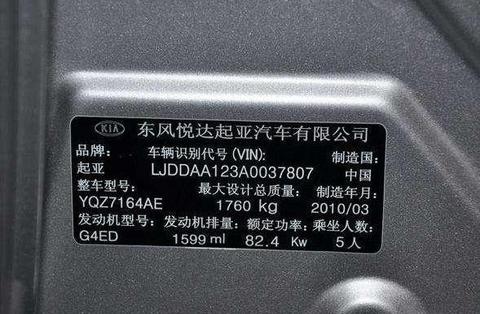 KIA 东风悦达起亚汽车有限公司
品牌: 车辆识别代号(VIN): 制造国:
起亚 LJDDAA123A0037807 中国
整车型号: 最大设计总质量: 制造年月:
YQZ7164AE 1760 kg 2010/03
发动机型号: 发动机排量: 额定功率: 乘坐人数:
G4ED 1599 ml 82.4 Kw 5人